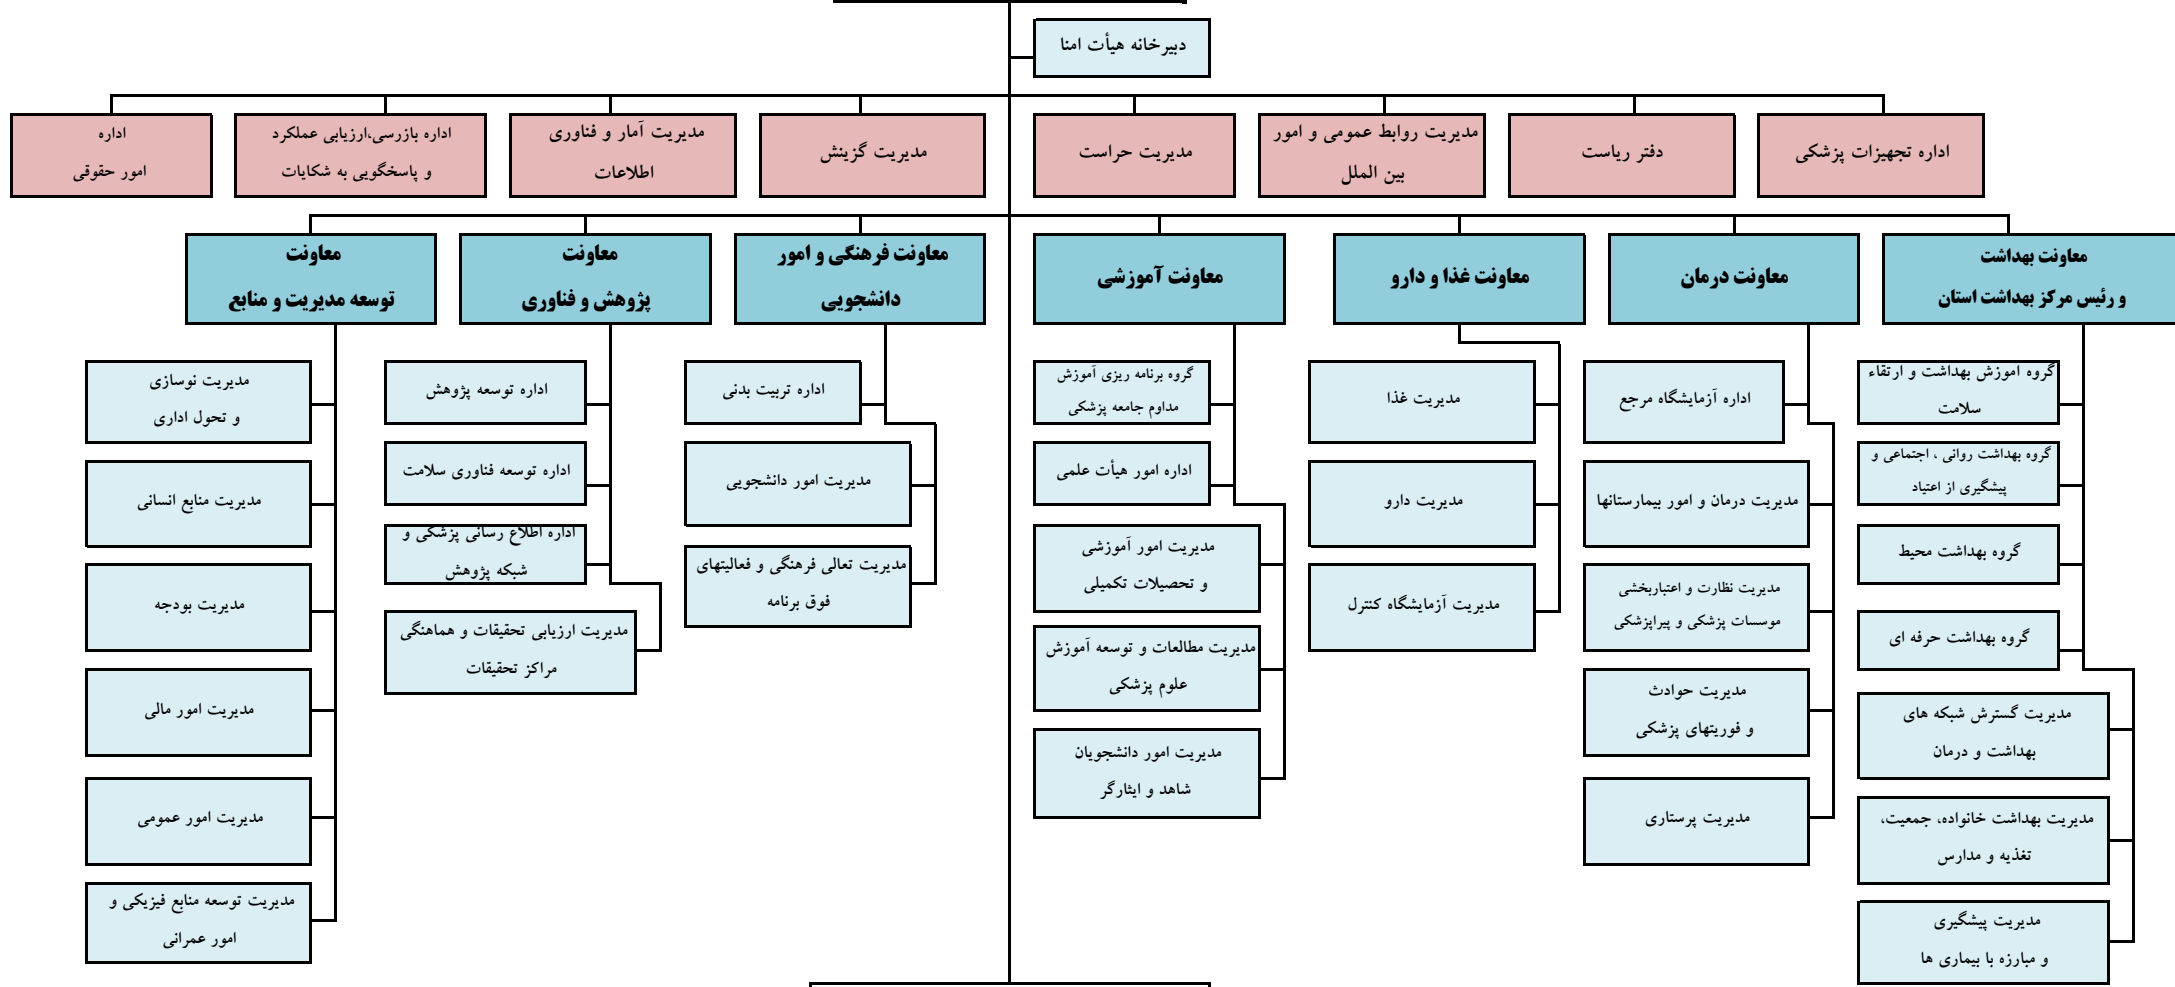 دبیرخانه هیأت امنا
اداره تجهیزات پزشکی
دفتر ریاست
مدیریت روابط عمومی و امور
بین الملل
مدیریت حراست
مدیریت گزینش
مدیریت آمار و فناوری
اطلاعات
اداره بازرسی،ارزیابی عملکرد
و پاسخگویی به شکایات
اداره
امور حقوقی
معاونت بهداشت
و رئیس مرکز بهداشت استان
معاونت درمان
معاونت غذا و دارو
معاونت آموزشی
معاونت فرهنگی و امور
دانشجویی
معاونت
پژوهش و فناوری
معاونت
توسعه مدیریت و منابع
گروه اموزش بهداشت و ارتقاء
سلامت
گروه بهداشت روانی ، اجتماعی و
پیشگیری از اعتیاد
گروه بهداشت محیط
گروه بهداشت حرفه ای
مدیریت گسترش شبکه های
بهداشت و درمان
مدیریت بهداشت خانواده، جمعیت،
تغذیه و مدارس
مدیریت پیشگیری
و مبارزه با بیماری ها
اداره آزمایشگاه مرجع
مدیریت درمان و امور بیمارستانها
مدیریت نظارت و اعتباربخشی
موسسات پزشکی و پیراپزشکی
مدیریت حوادث
و فوریتهای پزشکی
مدیریت پرستاری
مدیریت غذا
مدیریت دارو
مدیریت آزمایشگاه کنترل
گروه برنامه ریزی آموزش
مداوم جامعه پزشکی
اداره امور هیأت علمی
مدیریت امور آموزشی
و تحصیلات تکمیلی
مدیریت مطالعات و توسعه آموزش
علوم پزشکی
مدیریت امور دانشجویان
شاهد و ایثارگر
اداره تربیت بدنی
مدیریت امور دانشجویی
مدیریت تعالی فرهنگی و فعالیتهای
فوق برنامه
اداره توسعه پژوهش
اداره توسعه فناوری سلامت
اداره اطلاع رسانی پزشکی و
شبکه پژوهش
مدیریت ارزیابی تحقیقات و هماهنگی
مراکز تحقیقات
مدیریت نوسازی
و تحول اداری
مدیریت منابع انسانی
مدیریت بودجه
مدیریت امور مالی
مدیریت امور عمومی
مدیریت توسعه منابع فیزیکی و
امور عمرانی